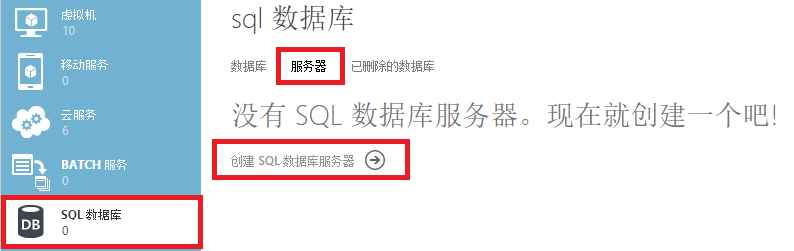 虚拟机
10
移动服务
0
云服务
6
BATCH 服务
0
DB
SQL 数据库
0
sql 数据库
数据库 服务器 已删除的数据库
没有 SQL 数据库服务器。现在就创建一个吧!
创建 SQL 数据库服务器